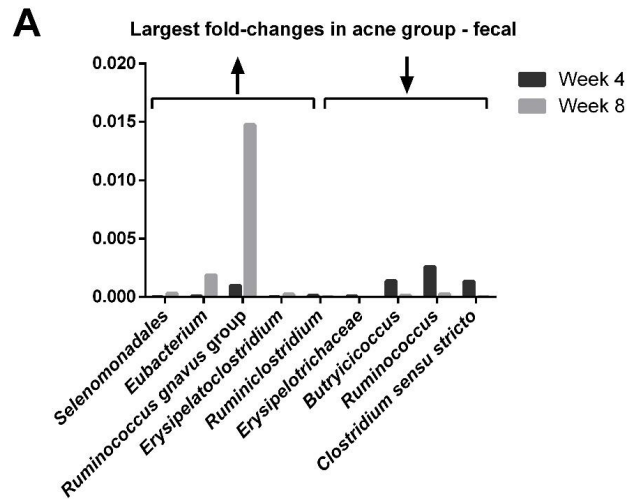 A
Largest fold-changes in acne group - fecal
Week 4
Week 8
0.020
0.015
0.010
0.005
0.000
Selenomonadales
Eubacterium
Ruminococcus gnavus group
Erysipelatoclostridium
Ruminiclostridium
Erysipelotrichaceae
Butryicicoccus
Ruminococcus
Clostridium sensu stricto